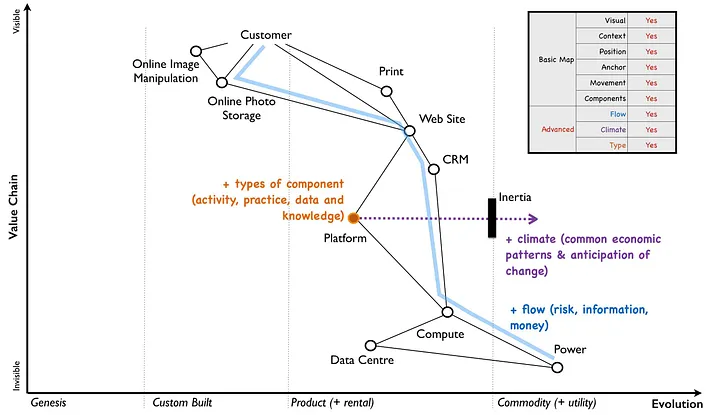 Visible
Customer
Online Image
Manipulation
Online Photo
Storage
Print
Web Site
CRM
+ types of component
(activity, practice, data and
knowledge)
Platform
Inertia
+ climate (common economic
patterns & anticipation of
change)
+ flow (risk, information,
money)
Compute
Data Centre
Power
Value Chain
Invisible
Genesis
Custom Built
Product (+ rental)
Commodity (+ utility)
Evolution
Basic Map
Visual Yes
Context Yes
Position Yes
Anchor Yes
Movement Yes
Components Yes
Advanced
Flow Yes
Climate Yes
Type Yes